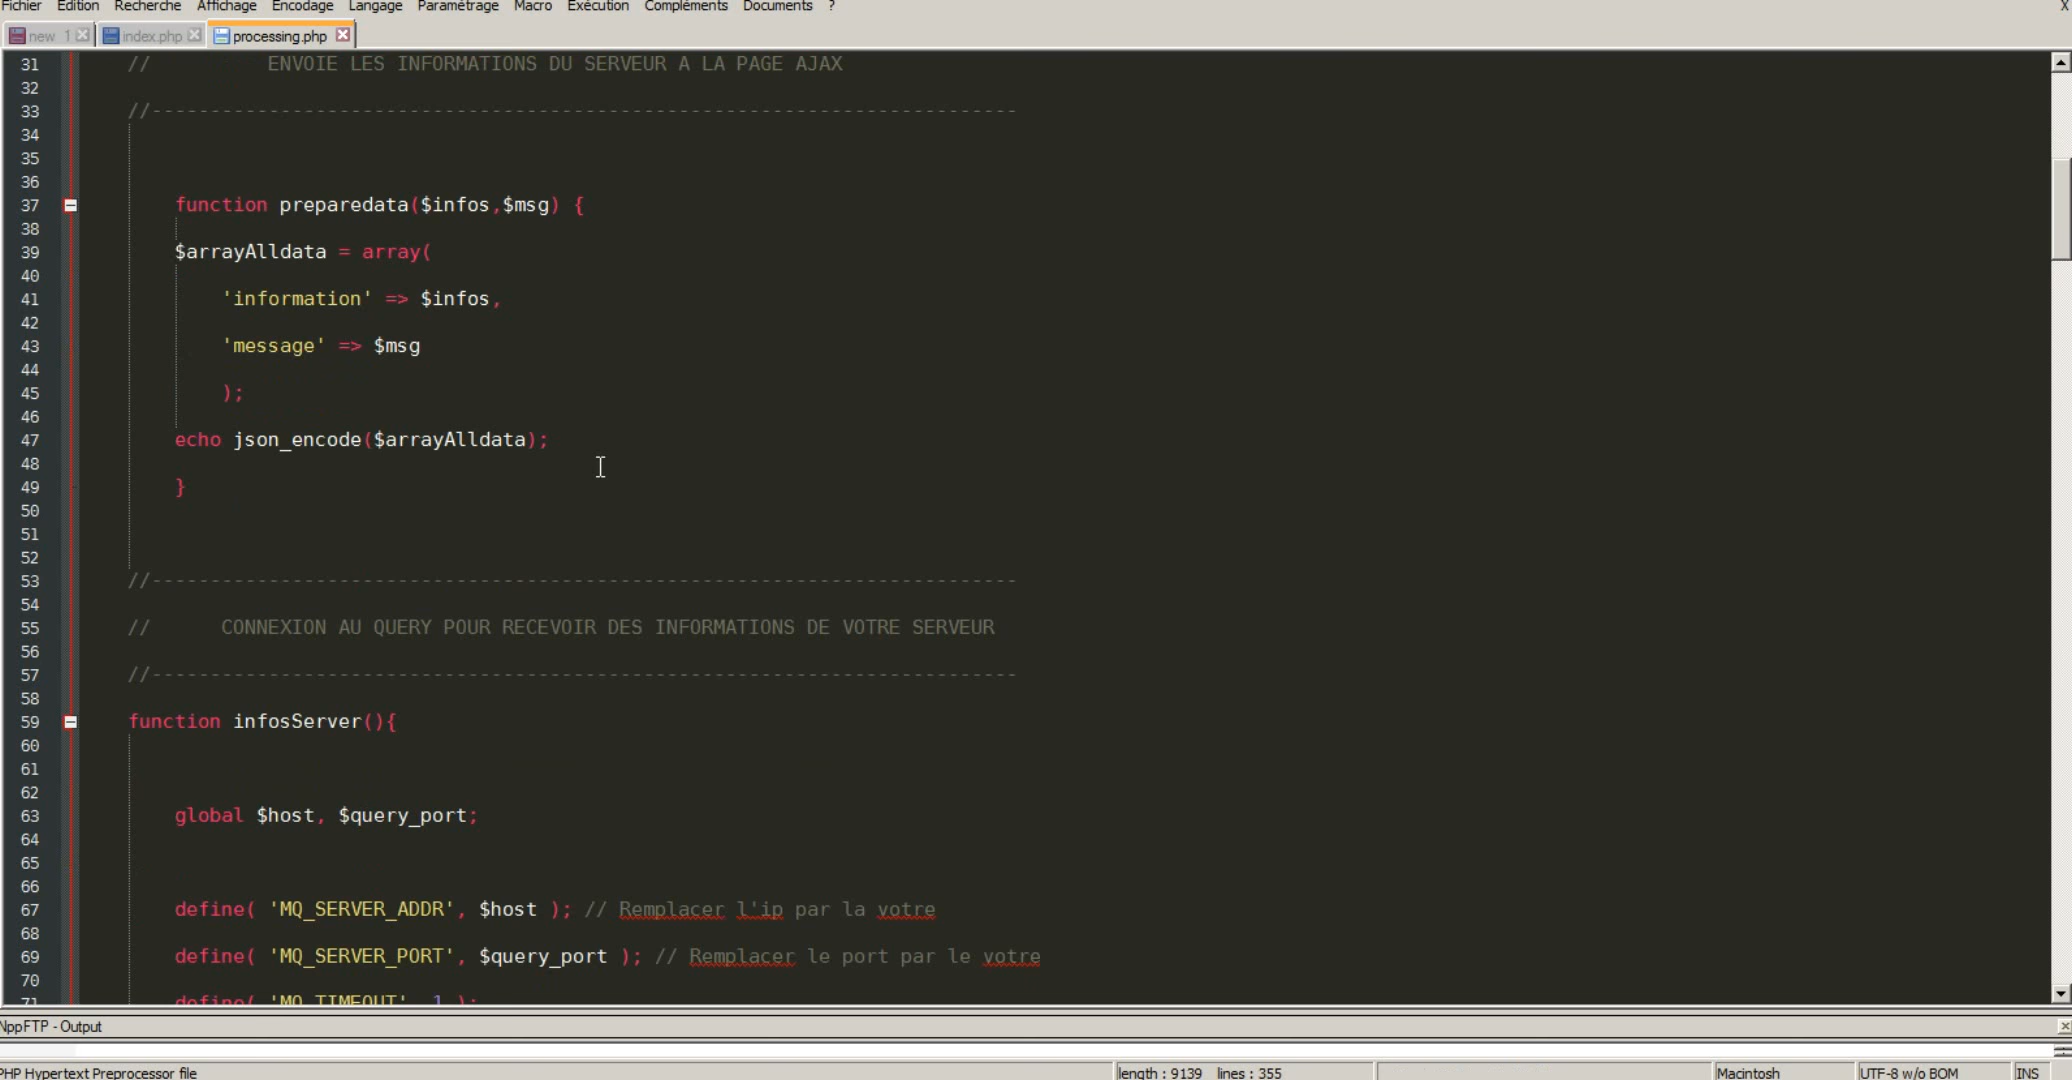 Fichier Edition Recherche Affichage Encodage Langage Paramétrage Macro Exécution Compléments Documents ? X
new 1 index.php processing.php
31 // ENVOIE LES INFORMATIONS DU SERVEUR A LA PAGE AJAX
32
33 //--------------------------------------------------------------------------
34
35
36
37 function preparedata($infos,$msg) {
38
39 $arrayAlldata = array(
40
41 'information' => $infos,
42
43 'message' => $msg
44
45 );
46
47 echo json_encode($arrayAlldata);
48
49 }
50
51
52
53 //--------------------------------------------------------------------------
54
55 // CONNEXION AU QUERY POUR RECEVOIR DES INFORMATIONS DE VOTRE SERVEUR
56
57 //--------------------------------------------------------------------------
58
59 function infosServer(){
60
61
62
63 global $host, $query_port;
64
65
66
67 define( 'MQ_SERVER_ADDR', $host ); // Remplacer l'ip par la votre
68
69 define( 'MQ_SERVER_PORT', $query_port ); // Remplacer le port par le votre
70
71 define( 'MQ_TIMEOUT', 1 );
NppFTP - Output
PHP Hypertext Preprocessor file length : 9139 lines : 355 Macintosh UTF-8 w/o BOM INS